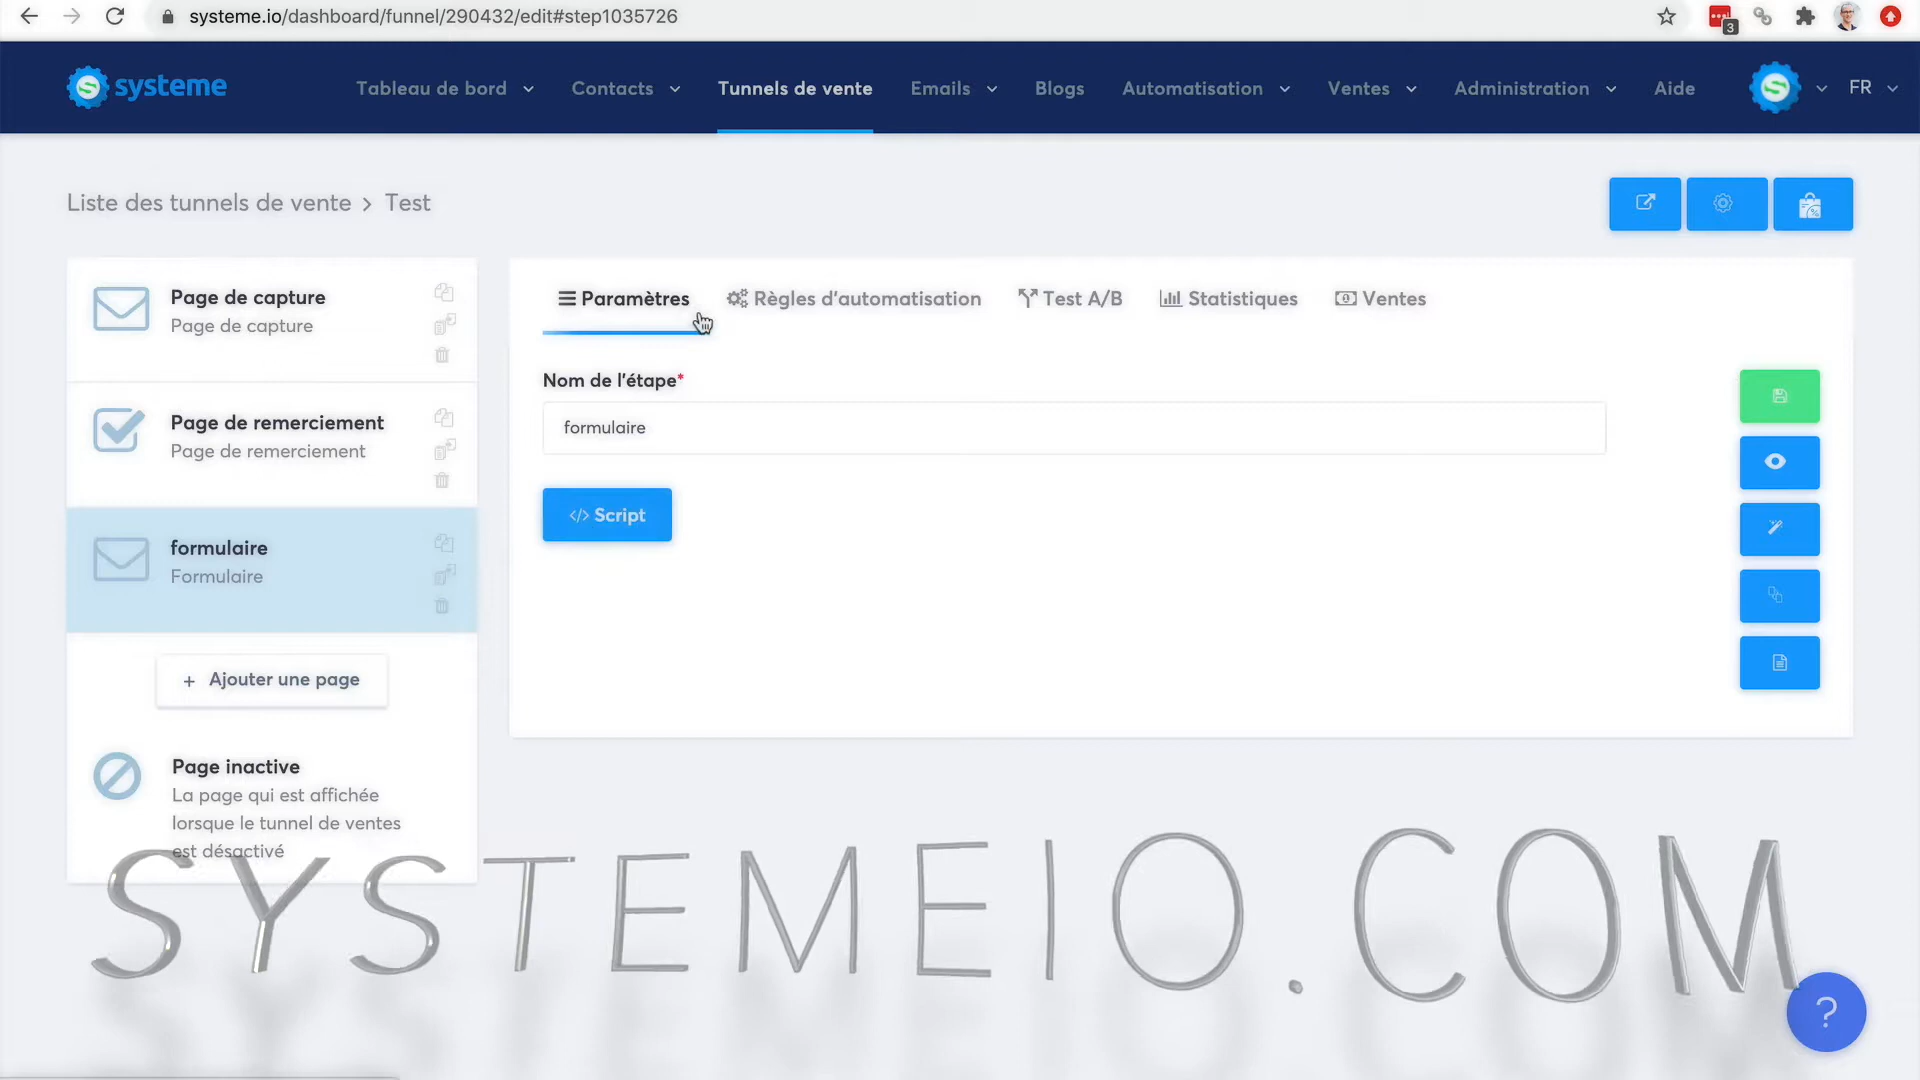 systeme.io/dashboard/funnel/290432/edit#step1035726
3
systeme
Tableau de bord
Contacts
Tunnels de vente
Emails
Blogs
Automatisation
Ventes
Administration
Aide
FR
Liste des tunnels de vente > Test
Page de capture
Page de capture
Page de remerciement
Page de remerciement
formulaire
Formulaire
+ Ajouter une page
Page inactive
La page qui est affichée
lorsque le tunnel de ventes
est désactivé
Paramètres
Règles d'automatisation
Test A/B
Statistiques
Ventes
Nom de l'étape*
formulaire
</> Script
SYSTEMEIO.COM
?